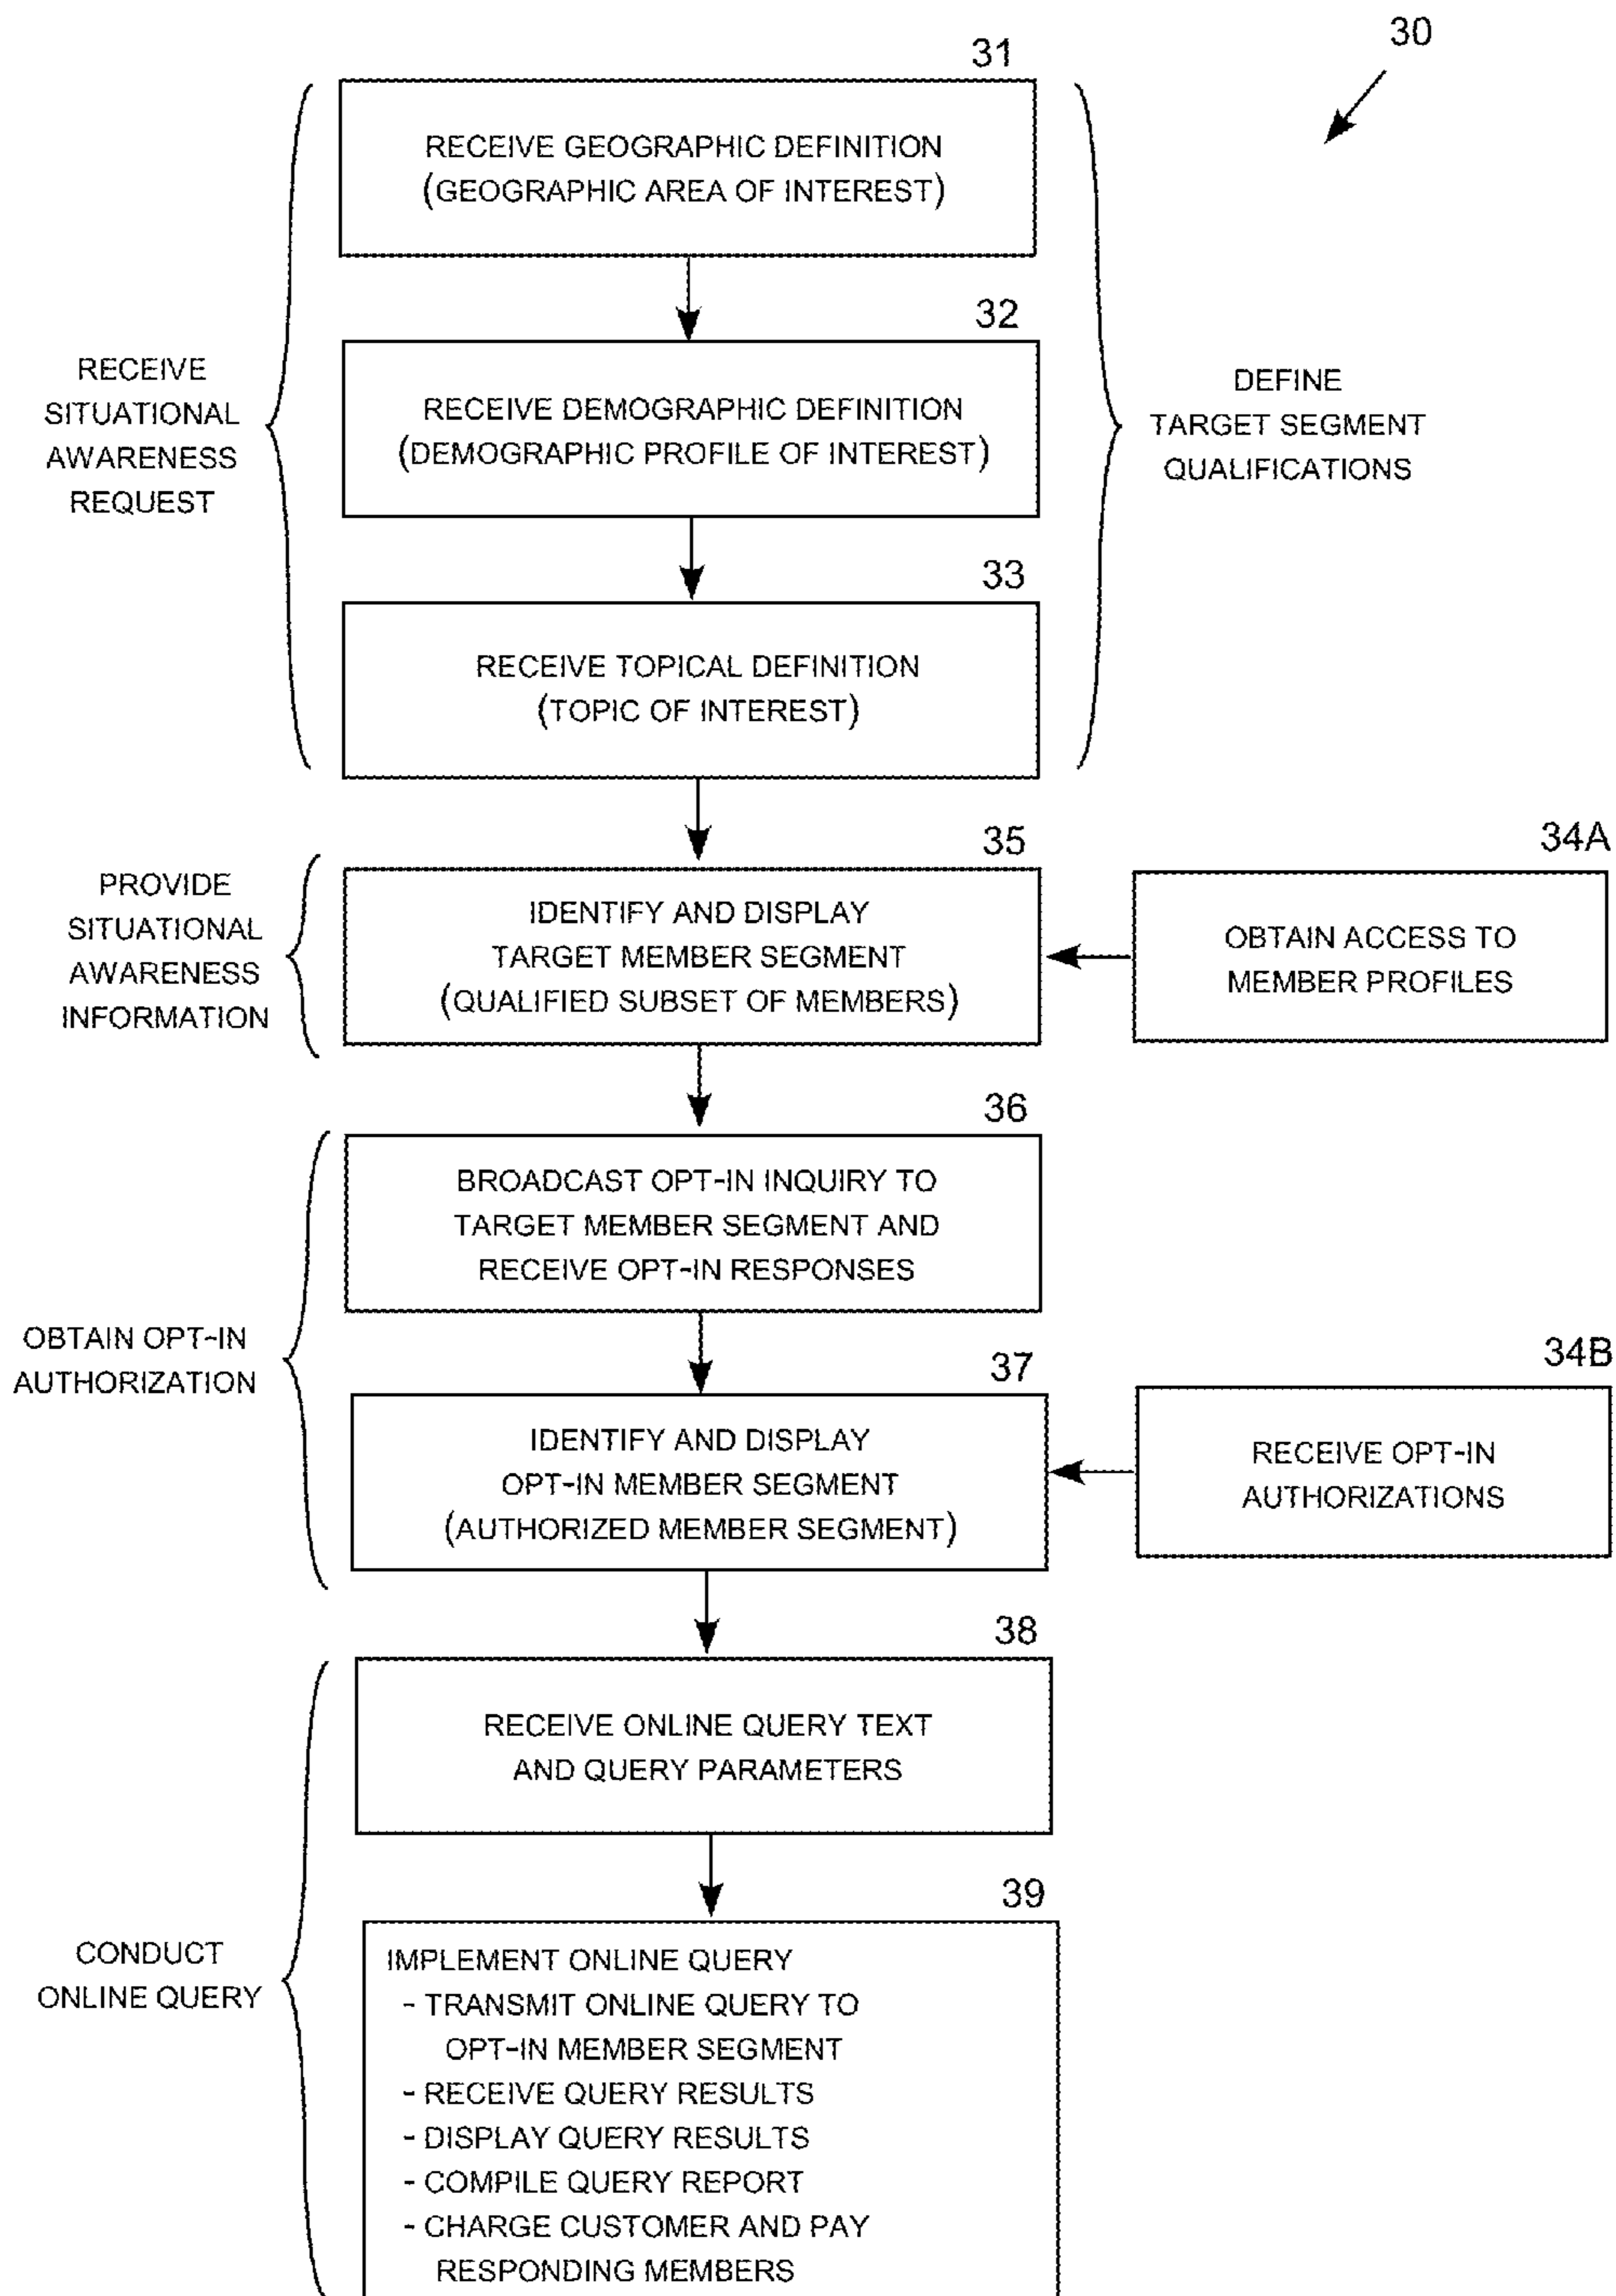 30
31
RECEIVE GEOGRAPHIC DEFINITION
(GEOGRAPHIC AREA OF INTEREST)
32
RECEIVE
SITUATIONAL
AWARENESS
REQUEST
RECEIVE DEMOGRAPHIC DEFINITION
(DEMOGRAPHIC PROFILE OF INTEREST)
DEFINE
TARGET SEGMENT
QUALIFICATIONS
33
RECEIVE TOPICAL DEFINITION
(TOPIC OF INTEREST)
35
34A
PROVIDE
SITUATIONAL
AWARENESS
INFORMATION
IDENTIFY AND DISPLAY
TARGET MEMBER SEGMENT
(QUALIFIED SUBSET OF MEMBERS)
OBTAIN ACCESS TO
MEMBER PROFILES
36
BROADCAST OPT-IN INQUIRY TO
TARGET MEMBER SEGMENT AND
RECEIVE OPT-IN RESPONSES
OBTAIN OPT-IN
AUTHORIZATION
37
34B
IDENTIFY AND DISPLAY
OPT-IN MEMBER SEGMENT
(AUTHORIZED MEMBER SEGMENT)
RECEIVE OPT-IN
AUTHORIZATIONS
38
RECEIVE ONLINE QUERY TEXT
AND QUERY PARAMETERS
39
CONDUCT
ONLINE QUERY
IMPLEMENT ONLINE QUERY
- TRANSMIT ONLINE QUERY TO
OPT-IN MEMBER SEGMENT
- RECEIVE QUERY RESULTS
- DISPLAY QUERY RESULTS
- COMPILE QUERY REPORT
- CHARGE CUSTOMER AND PAY
RESPONDING MEMBERS